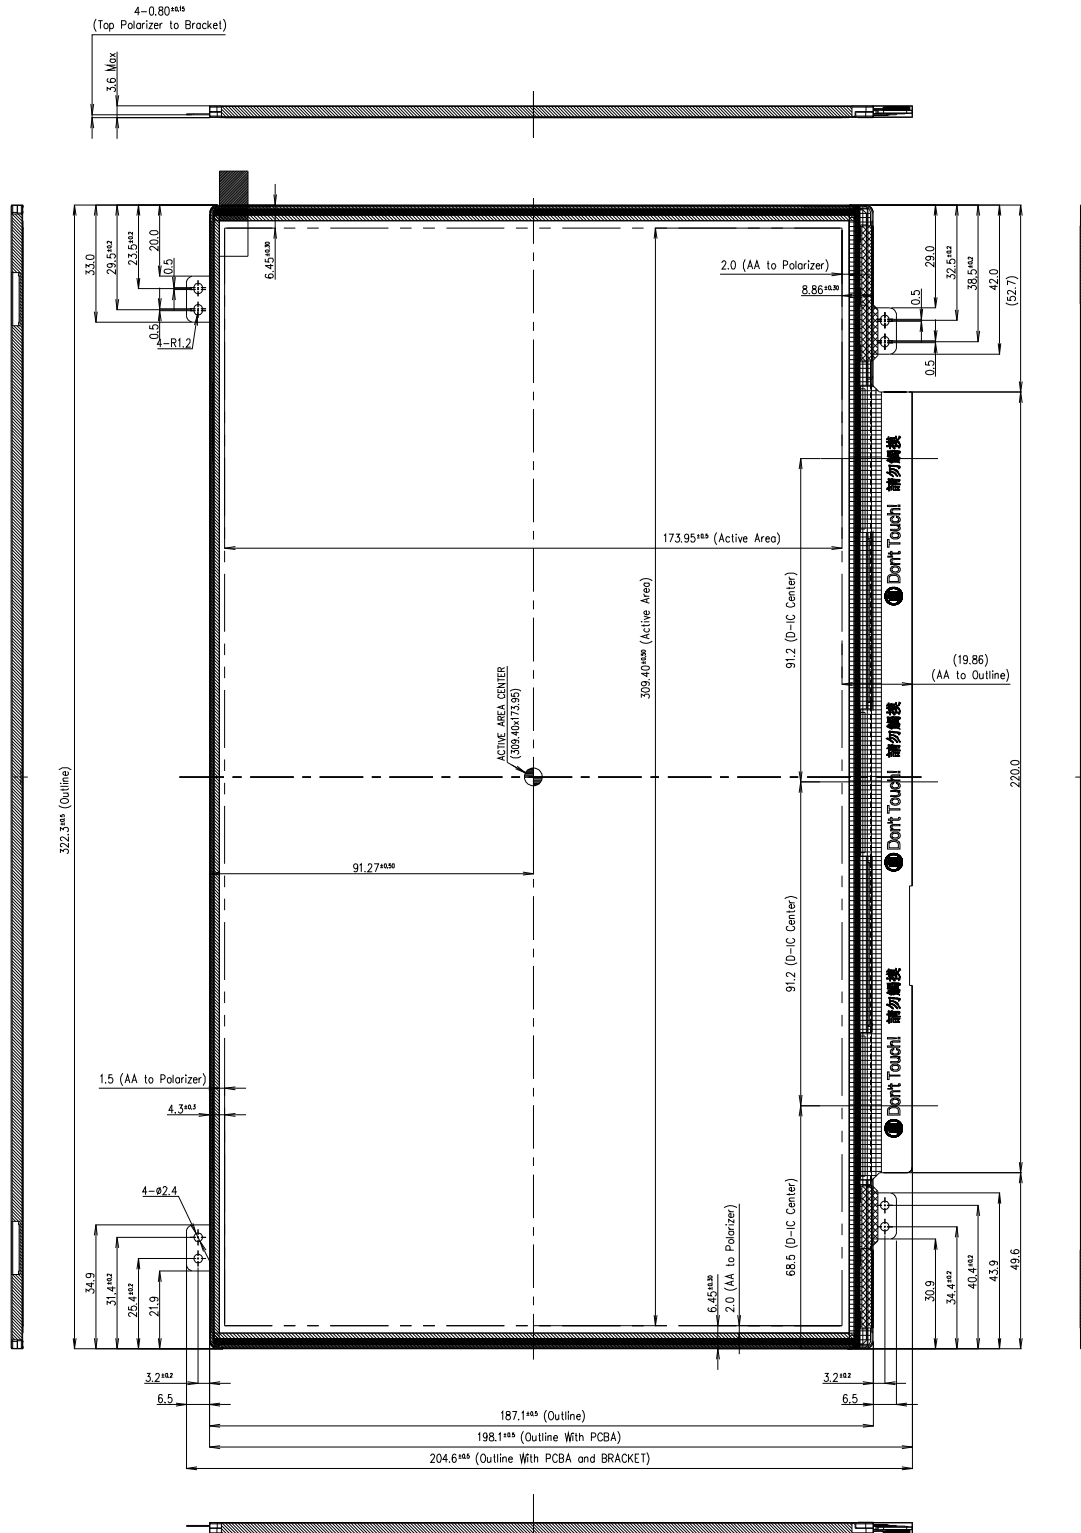 4-0.80±0.15
(Top Polarizer to Bracket)
3.6 Max
33.0
29.5±0.2
23.5±0.2
20.0
0.5
0.5
4-R1.2
6.45±0.30
2.0 (AA to Polarizer)
8.86±0.30
29.0
32.5±0.2
38.5±0.2
42.0
(52.7)
0.5
0.5
173.95±0.5 (Active Area)
309.40±0.50 (Active Area)
91.2 (D-IC Center)
Don't Touch! 請勿觸摸
(19.86)
(AA to Outline)
ACTIVE AREA CENTER
(309.40x173.95)
Don't Touch! 請勿觸摸
220.0
322.3±0.5 (Outline)
91.27±0.50
91.2 (D-IC Center)
Don't Touch! 請勿觸摸
1.5 (AA to Polarizer)
4.3±0.3
4-ø2.4
68.5 (D-IC Center)
34.9
31.4±0.2
25.4±0.2
21.9
6.45±0.30
2.0 (AA to Polarizer)
30.9
34.4±0.2
40.4±0.2
43.9
49.6
3.2±0.2
6.5
3.2±0.2
6.5
187.1±0.5 (Outline)
198.1±0.5 (Outline With PCBA)
204.6±0.5 (Outline With PCBA and BRACKET)